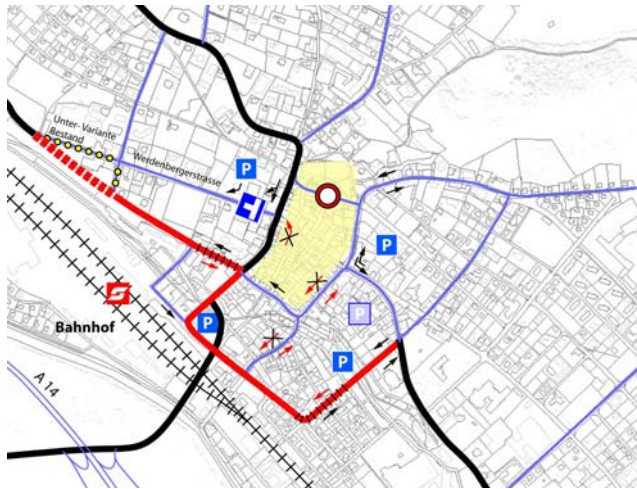 Unter-Variante
Bestand
Werdenbergerstrasse
P
P
Bahnhof
P
P
P
A 14